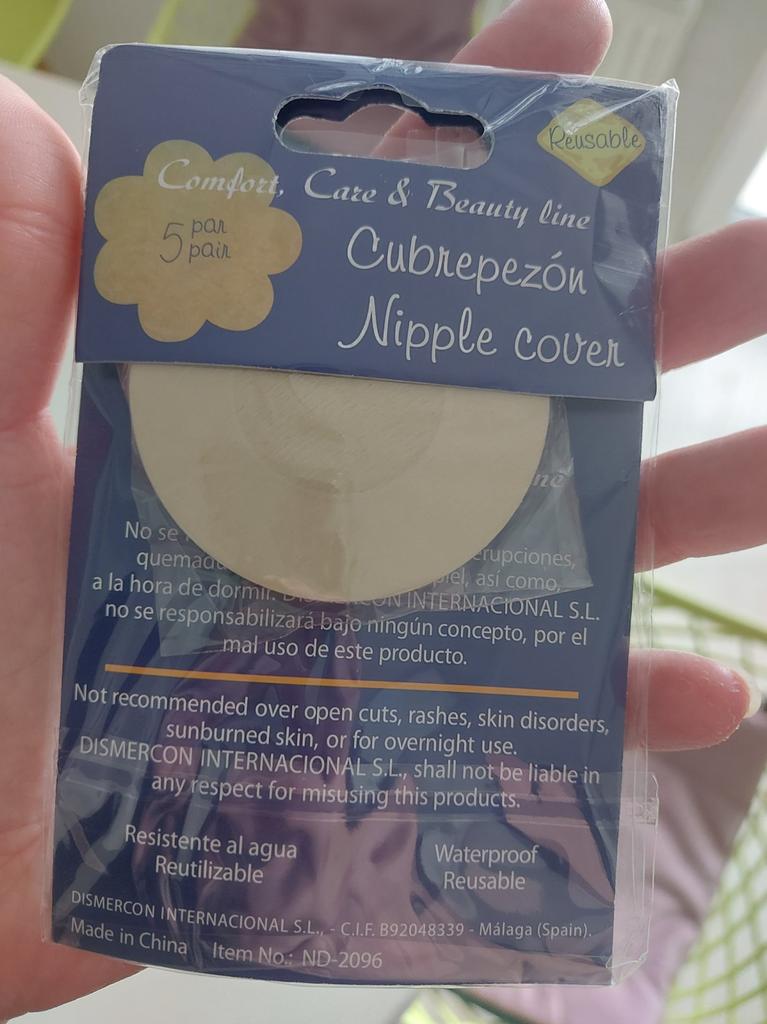 Reusable
Comfort, Care & Beauty line
5 par
pair
Cubrepezón
Nipple cover
ne
No se
erupciones,
quemadu
piel, así como,
a la hora de dormir. DISMERCON INTERNACIONAL S.L.
no se responsabilizará bajo ningún concepto, por el
mal uso de este producto.
Not recommended over open cuts, rashes, skin disorders,
sunburned skin, or for overnight use.
DISMERCON INTERNACIONAL S.L., shall not be liable in
any respect for misusing this products.
Resistente al agua
Reutilizable
Waterproof
Reusable
DISMERCON INTERNACIONAL S.L., - C.I.F. B92048339 - Málaga (Spain).
Made in China Item No.: ND-2096